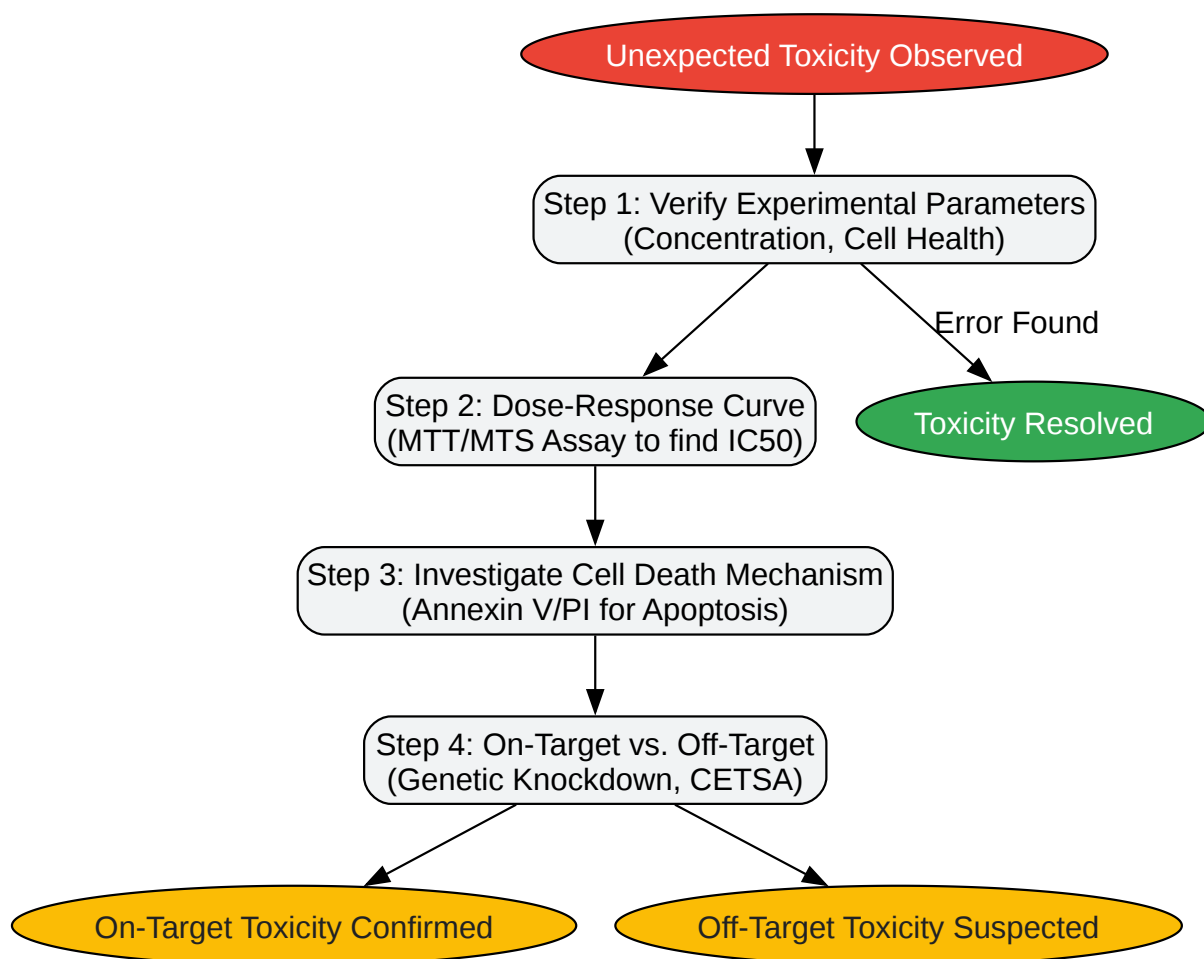 Unexpected Toxicity Observed
Step 1: Verify Experimental Parameters
(Concentration, Cell Health)
Error Found
Step 2: Dose-Response Curve
(MTT/MTS Assay to find IC50)
Toxicity Resolved
Step 3: Investigate Cell Death Mechanism
(Annexin V/PI for Apoptosis)
Step 4: On-Target vs. Off-Target
(Genetic Knockdown, CETSA)
On-Target Toxicity Confirmed
Off-Target Toxicity Suspected